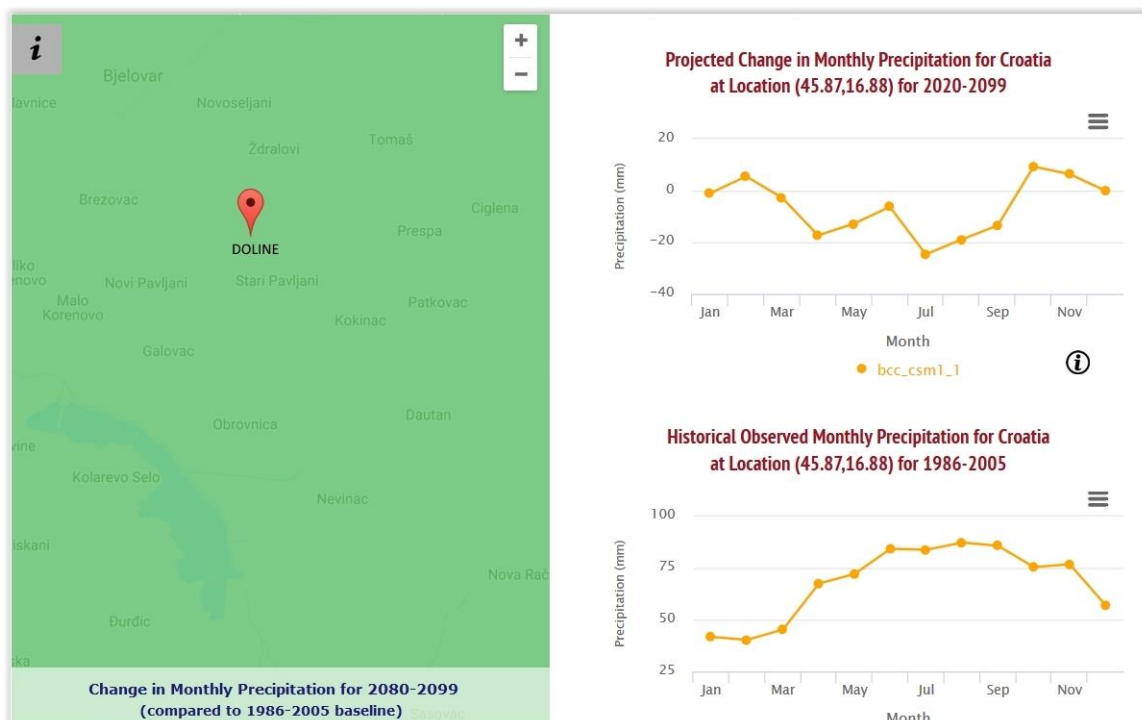 i
+
−
Bjelovar
Novoseljani
Tomaš
Ždralovi
Brezovac
Ciglena
DOLINE
Prespa
Novi Pavljani
Stari Pavljani
Malo
Korenovo
Patkovac
Kokinac
Galovac
Obrovnica
Dautan
Kolarevo Selo
Nevinac
Đurđic
Change in Monthly Precipitation for 2080-2099
(compared to 1986-2005 baseline)
Sasovac
Projected Change in Monthly Precipitation for Croatia
at Location (45.87,16.88) for 2020-2099
20
0
−20
−40
Precipitation (mm)
Jan Mar May Jul Sep Nov
Month
bcc_csm1_1
i
Historical Observed Monthly Precipitation for Croatia
at Location (45.87,16.88) for 1986-2005
100
75
50
25
Precipitation (mm)
Jan Mar May Jul Sep Nov
Month